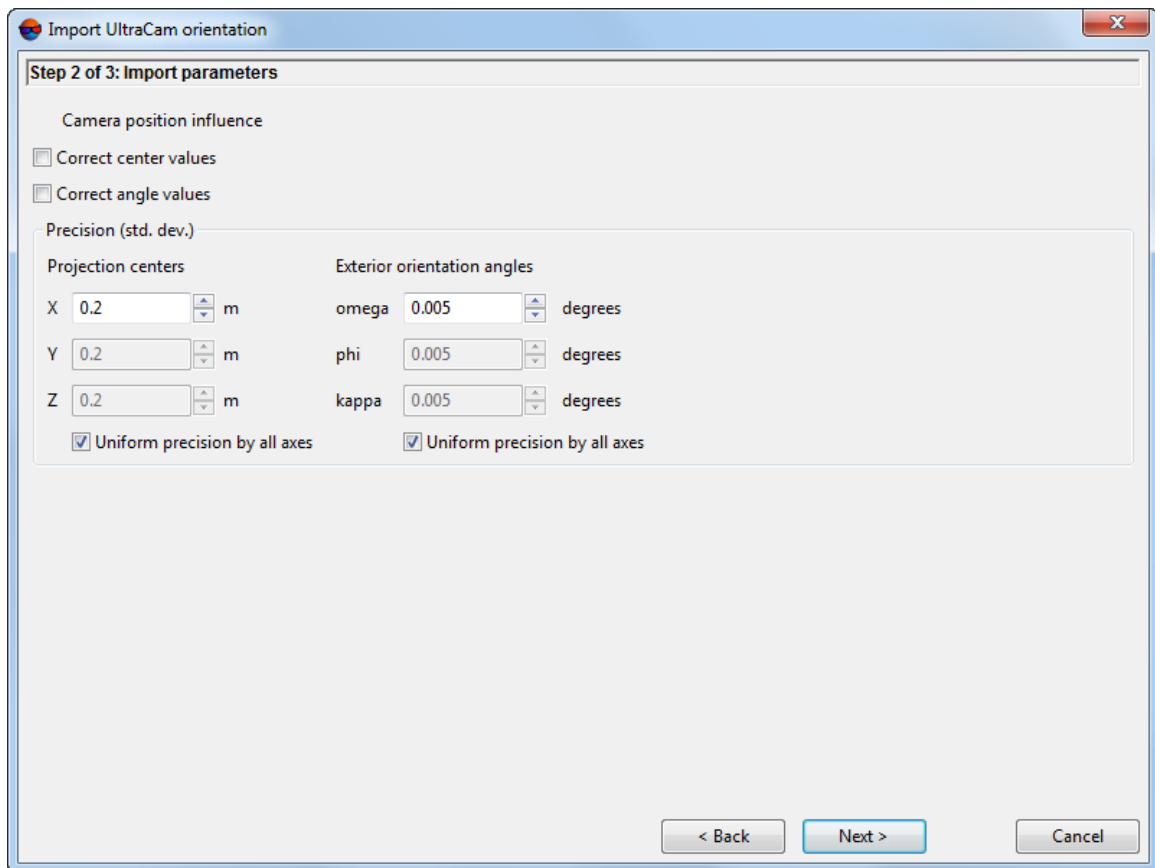 Import UltraCam orientation
Step 2 of 3: Import parameters
Camera position influence
Correct center values
Correct angle values
Precision (std. dev.)
Projection centers Exterior orientation angles
X 0.2 m omega 0.005 degrees
Y 0.2 m phi 0.005 degrees
Z 0.2 m kappa 0.005 degrees
Uniform precision by all axes Uniform precision by all axes
< Back Next > Cancel